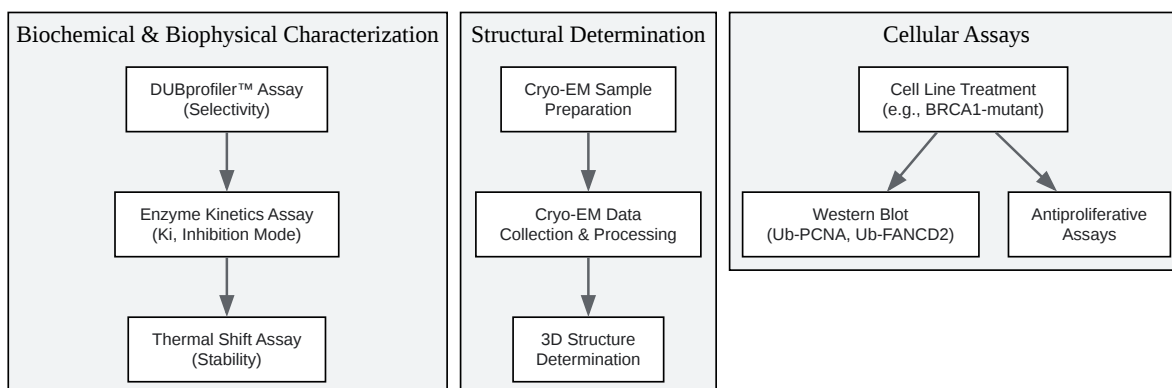 Biochemical & Biophysical Characterization
DUBprofiler™ Assay
(Selectivity)
Enzyme Kinetics Assay
(Ki, Inhibition Mode)
Thermal Shift Assay
(Stability)
Structural Determination
Cryo-EM Sample
Preparation
Cryo-EM Data
Collection & Processing
3D Structure
Determination
Cellular Assays
Cell Line Treatment
(e.g., BRCA1-mutant)
Western Blot
(Ub-PCNA, Ub-FANCD2)
Antiproliferative
Assays